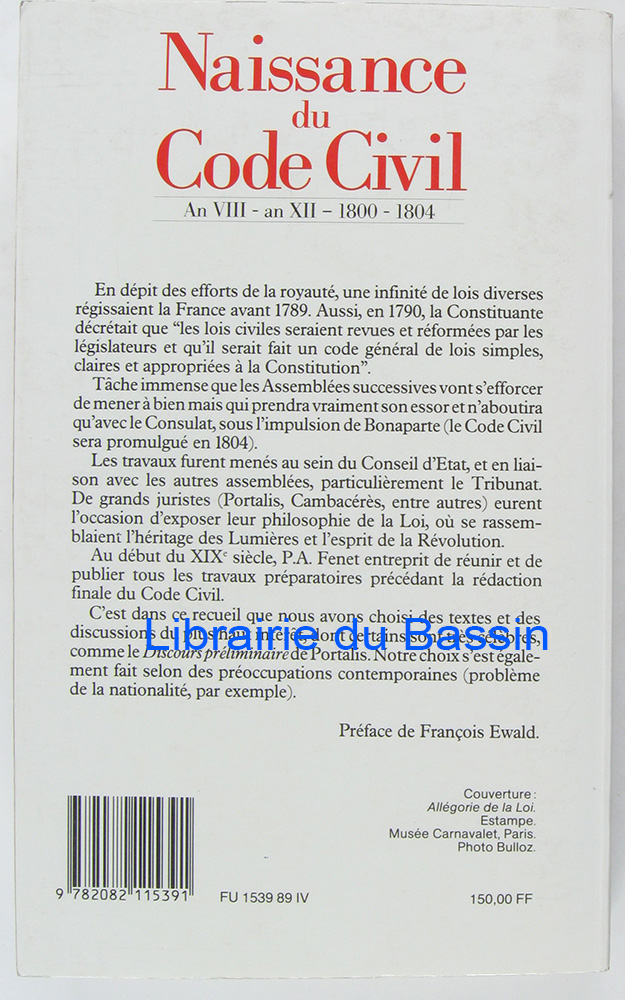 Naissance
du
Code Civil
An VIII - an XII – 1800 - 1804
En dépit des efforts de la royauté, une infinité de lois diverses
régissaient la France avant 1789. Aussi, en 1790, la Constituante
décrétait que “les lois civiles seraient revues et réformées par les
législateurs et qu'il serait fait un code général de lois simples,
claires et appropriées à la Constitution”.
Tâche immense que les Assemblées successives vont s'efforcer
de mener à bien mais qui prendra vraiment son essor et n'aboutira
qu'avec le Consulat, sous l'impulsion de Bonaparte (le Code Civil
sera promulgué en 1804).
Les travaux furent menés au sein du Conseil d'Etat, et en liai-
son avec les autres assemblées, particulièrement le Tribunat.
De grands juristes (Portalis, Cambacérès, entre autres) eurent
l'occasion d'exposer leur philosophie de la Loi, où se rassem-
blaient l'héritage des Lumières et l'esprit de la Révolution.
Au début du XIXe siècle, P.A. Fenet entreprit de réunir et de
publier tous les travaux préparatoires précédant la rédaction
finale du Code Civil.
C'est dans ce recueil que nous avons choisi des textes et des
discussions du plus haut intérêt, dont certains sont très célèbres,
Librairie du Bassin
comme le Discours préliminaire de Portalis. Notre choix s'est égale-
ment fait selon des préoccupations contemporaines (problème
de la nationalité, par exemple).
Préface de François Ewald.
Couverture :
Allégorie de la Loi.
Estampe.
Musée Carnavalet, Paris.
Photo Bulloz.
9 782082 115391
FU 1539 89 IV
150,00 FF